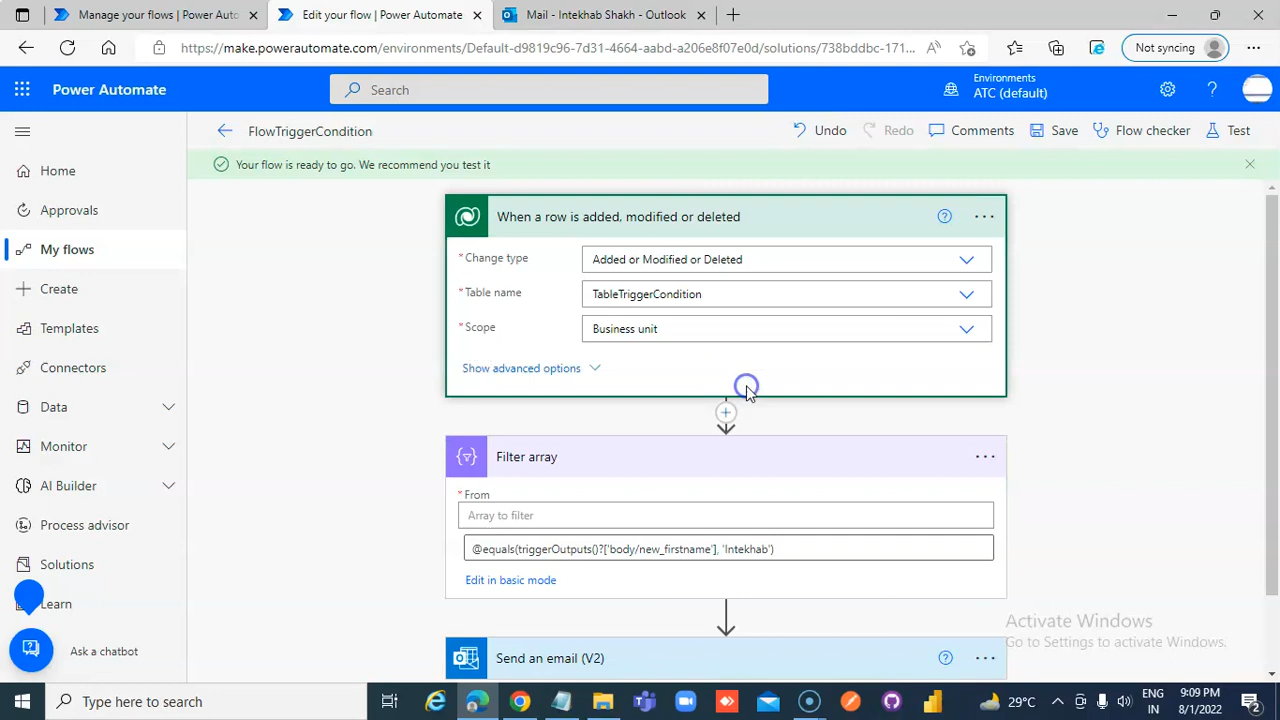 Manage your flows | Power Auto
Edit your flow | Power Automate
Mail - Intekhab Shakh - Outlook
https://make.powerautomate.com/environments/Default-d9819c96-7d31-4664-aabd-a206e8f07e0d/solutions/738bddbc-171...
Not syncing
Power Automate
Search
Environments
ATC (default)
FlowTriggerCondition
Undo
Redo
Comments
Save
Flow checker
Test
Your flow is ready to go. We recommend you test it
Home
Approvals
My flows
Create
Templates
Connectors
Data
Monitor
AI Builder
Process advisor
Solutions
Learn
Ask a chatbot
When a row is added, modified or deleted
* Change type
Added or Modified or Deleted
* Table name
TableTriggerCondition
* Scope
Business unit
Show advanced options
Filter array
* From
Array to filter
@equals(triggerOutputs()?['body/new_firstname'], 'Intekhab')
Edit in basic mode
Send an email (V2)
Activate Windows
Go to Settings to activate Windows.
Type here to search
29°C
ENG
IN
9:09 PM
8/1/2022
2